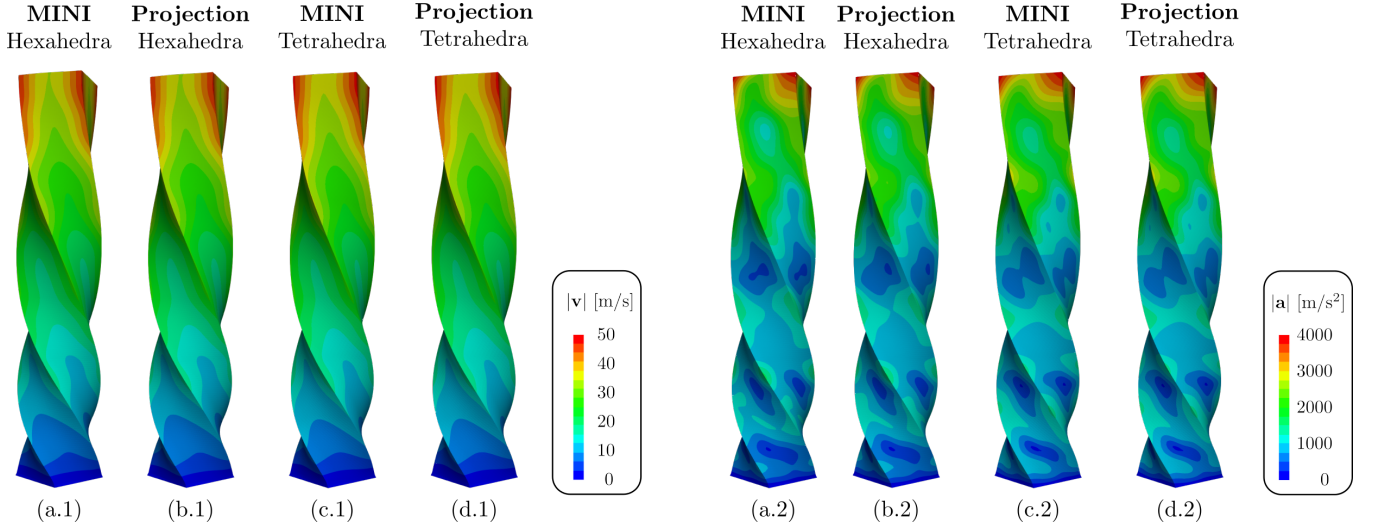 MINI
Hexahedra
Projection
Hexahedra
MINI
Tetrahedra
Projection
Tetrahedra
MINI
Hexahedra
Projection
Hexahedra
MINI
Tetrahedra
Projection
Tetrahedra
|v| [m/s]
50
40
30
20
10
0
|a| [m/s²]
4000
3000
2000
1000
0
(a.1)
(b.1)
(c.1)
(d.1)
(a.2)
(b.2)
(c.2)
(d.2)